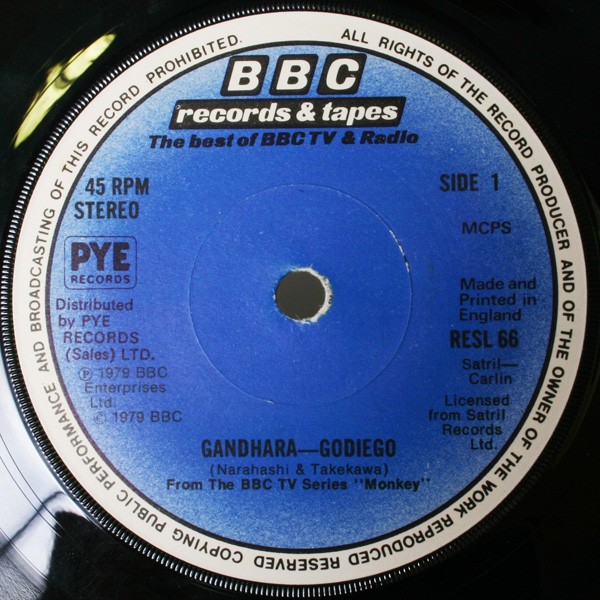 ALL RIGHTS OF THE RECORD PRODUCER AND OF THE OWNER OF THE WORK REPRODUCED RESERVED COPYING PUBLIC PERFORMANCE AND BROADCASTING OF THIS RECORD PROHIBITED.
BBC
records & tapes
The best of BBC TV & Radio
45 RPM
STEREO
SIDE 1
MCPS
PYE
RECORDS
Distributed
by PYE
RECORDS
(Sales) LTD.
℗ 1979 BBC
Enterprises
Ltd.
© 1979 BBC
Made and
Printed in
England
RESL 66
Satril—
Carlin
Licensed
from Satril
Records
Ltd.
GANDHARA—GODIEGO
(Narahashi & Takekawa)
From The BBC TV Series "Monkey"